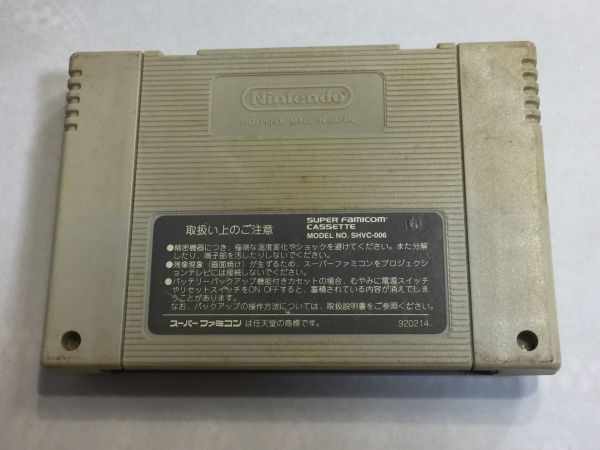 Nintendo
PAT. PEND. MADE IN JAPAN
取扱い上のご注意
SUPER FAMICOM
CASSETTE
MODEL NO. SHVC-006
●精密機器につき、極端な温度変化やショックを避けてください。また分解
したり、端子部を汚したりしないでください。
●残像現象（画面焼け）が生ずるため、スーパーファミコンをプロジェクシ
ョンテレビには接続しないでください。
●バッテリーバックアップ機能付きカセットの場合、むやみに電源スイッチ
やリセットスイッチをON・OFFすると、蓄積されている内容が消えてしま
うことがあります。
なお、バックアップの操作方法については、取扱説明書をご参照ください。
スーパーファミコン は任天堂の商標です。
920214